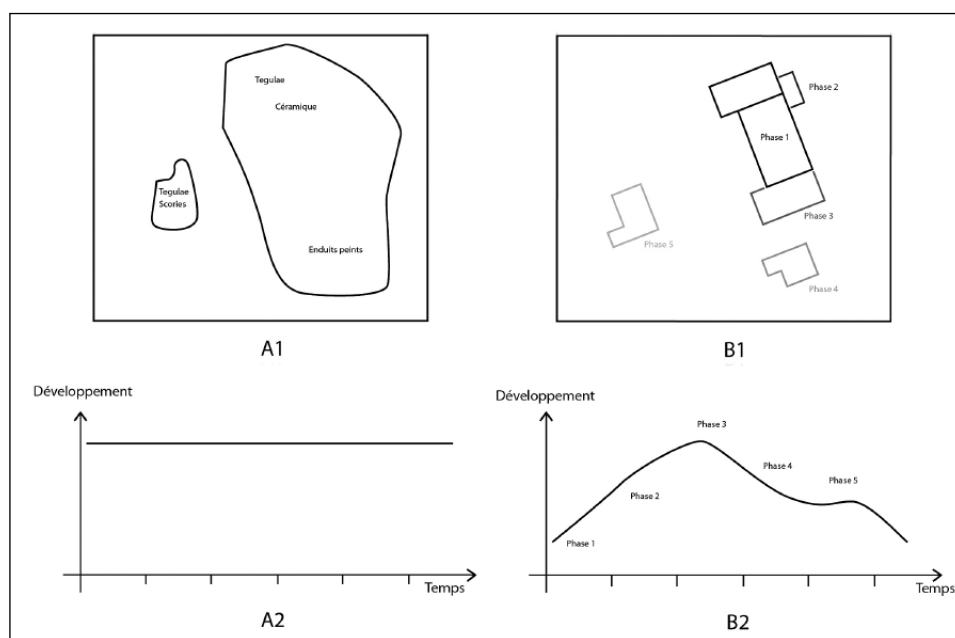 Tegulae
Céramique
Tegulae
Scories
Enduits peints
A1
Phase 2
Phase 1
Phase 3
Phase 5
Phase 4
B1
Développement
Temps
A2
Développement
Phase 3
Phase 4
Phase 5
Phase 2
Phase 1
Temps
B2